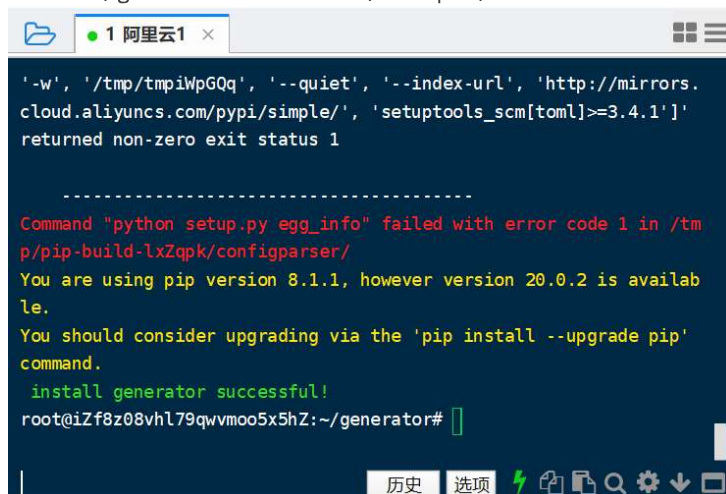 1 阿里云1 ×
'-w', '/tmp/tmpiWpGQq', '--quiet', '--index-url', 'http://mirrors.
cloud.aliyuncs.com/pypi/simple/', 'setuptools_scm[toml]>=3.4.1']'
returned non-zero exit status 1
----------------------------------------
Command "python setup.py egg_info" failed with error code 1 in /tm
p/pip-build-lxZqpk/configparser/
You are using pip version 8.1.1, however version 20.0.2 is availab
le.
You should consider upgrading via the 'pip install --upgrade pip'
command.
install generator successful!
root@iZf8z08vhl79qwvmoo5x5hZ:~/generator#
历史 选项